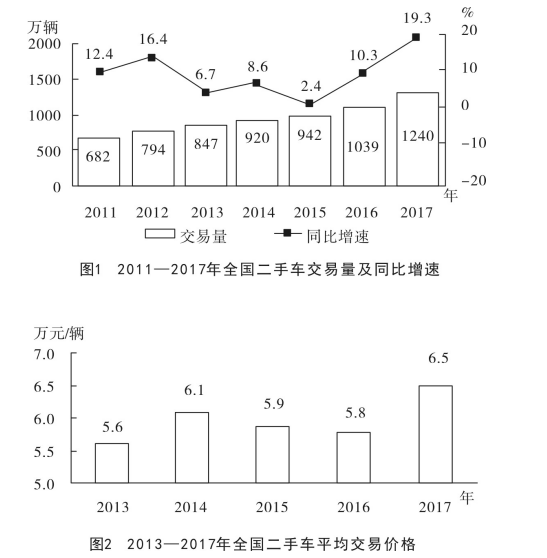 万辆 %
2000 1500 1000 500 0
12.4 16.4 6.7 8.6 2.4 10.3 19.3
20 10 0 −10 −20
682 794 847 920 942 1039 1240
2011 2012 2013 2014 2015 2016 2017 年
交易量 同比增速
图1 2011—2017年全国二手车交易量及同比增速
万元/辆
7.0 6.5 6.0 5.5 5.0
5.6 6.1 5.9 5.8 6.5
2013 2014 2015 2016 2017 年
图2 2013—2017年全国二手车平均交易价格